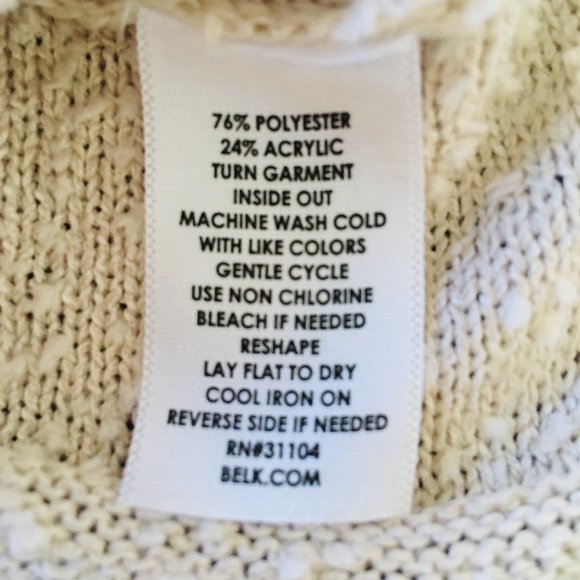 76% POLYESTER
24% ACRYLIC
TURN GARMENT
INSIDE OUT
MACHINE WASH COLD
WITH LIKE COLORS
GENTLE CYCLE
USE NON CHLORINE
BLEACH IF NEEDED
RESHAPE
LAY FLAT TO DRY
COOL IRON ON
REVERSE SIDE IF NEEDED
RN#31104
BELK.COM